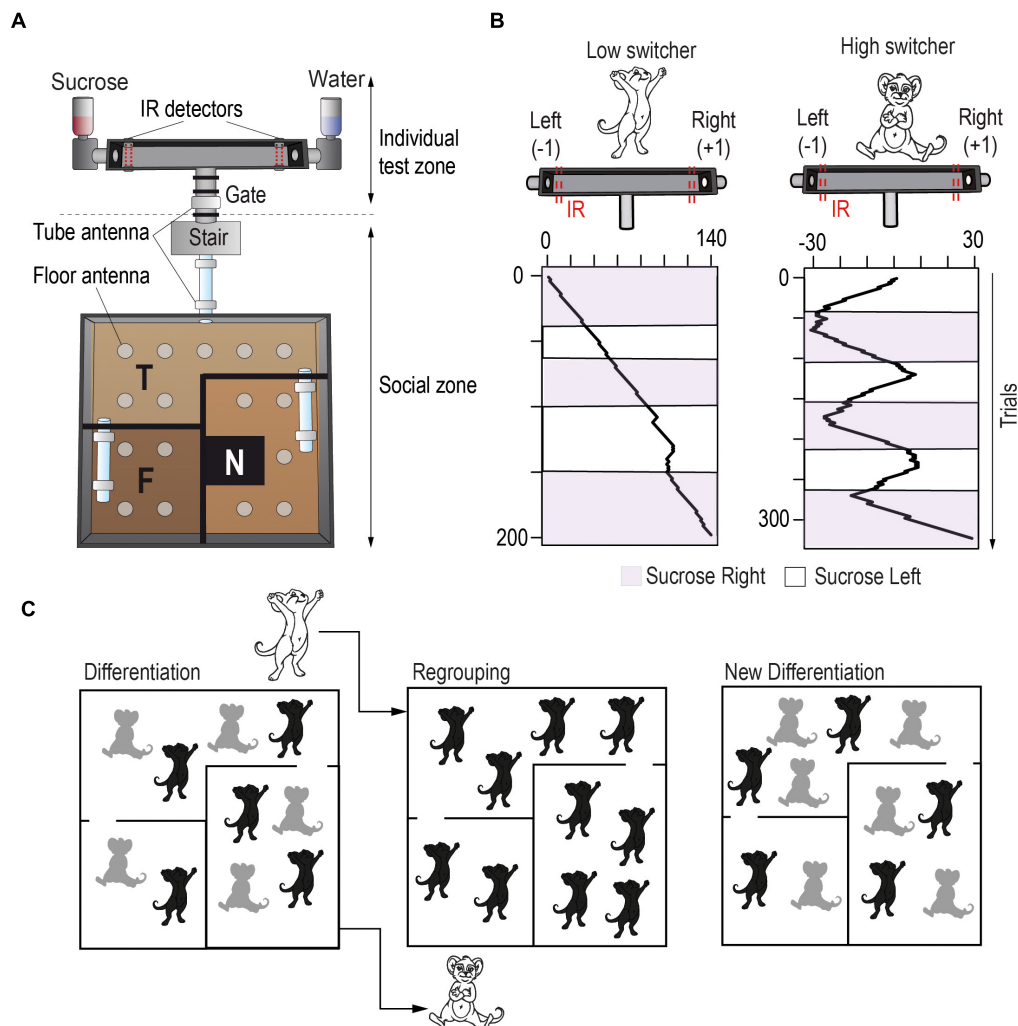 A
Sucrose
Water
IR detectors
Individual
test zone
Gate
Tube antenna
Stair
Floor antenna
Social zone
T
F
N
B
Low switcher
High switcher
Left
(-1)
Right
(+1)
Left
(-1)
Right
(+1)
IR
IR
0
140
-30
30
0
200
0
300
Trials
Sucrose Right
Sucrose Left
C
Differentiation
Regrouping
New Differentiation